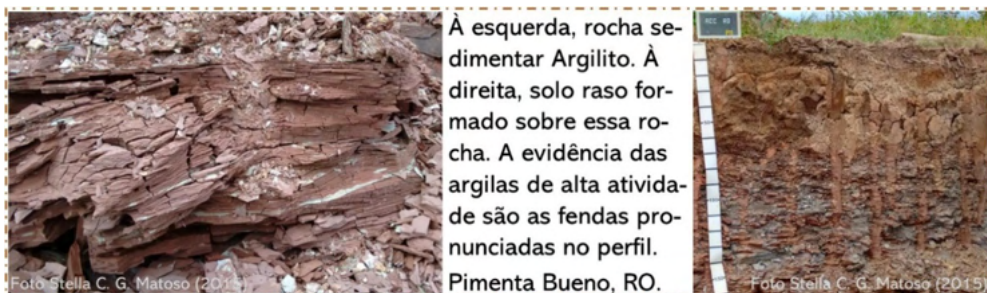 À esquerda, rocha se-
dimentar Argilito. À
direita, solo raso for-
mado sobre essa ro-
cha. A evidência das
argilas de alta ativida-
de são as fendas pro-
nunciadas no perfil.
Pimenta Bueno, RO.
Foto Stella C. G. Matoso (2015)
Foto Stella C. G. Matoso (2015)